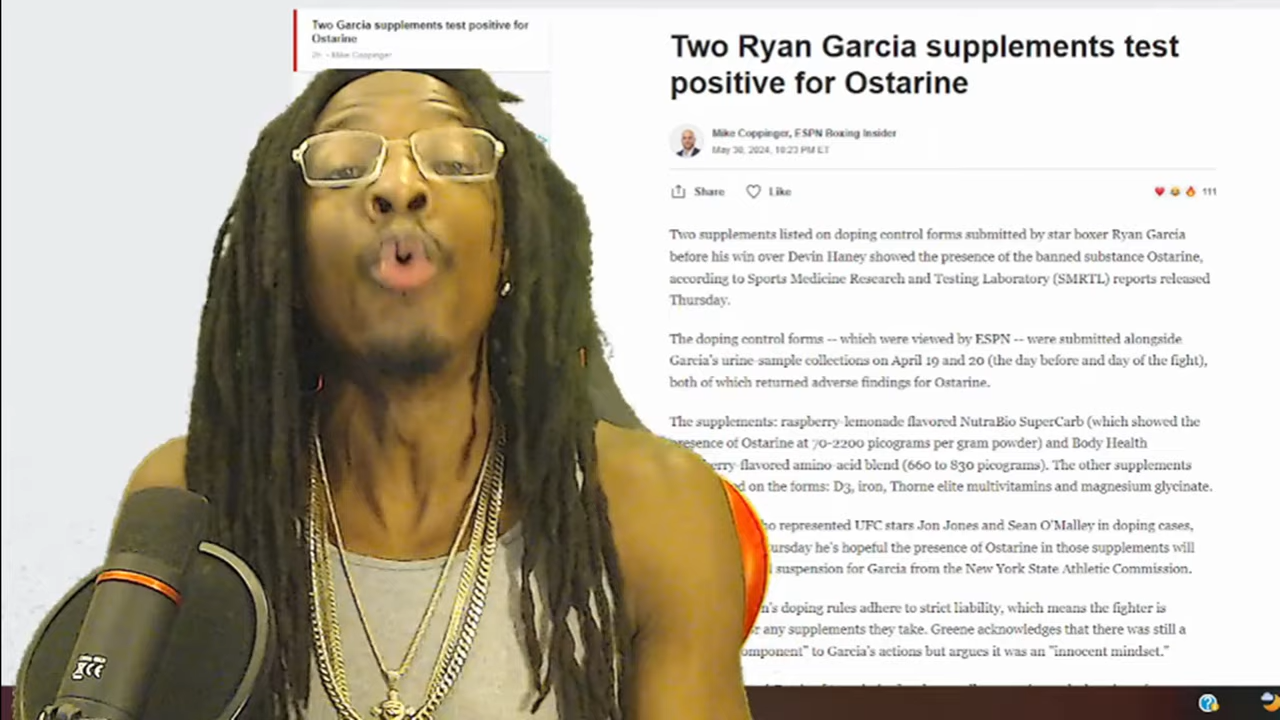 Two Garcia supplements test positive for
Ostarine
2h - Mike Coppinger
Two Ryan Garcia supplements test
positive for Ostarine
Mike Coppinger, ESPN Boxing Insider
May 30, 2024, 10:23 PM ET
Share
Like
111
Two supplements listed on doping control forms submitted by star boxer Ryan Garcia
before his win over Devin Haney showed the presence of the banned substance Ostarine,
according to Sports Medicine Research and Testing Laboratory (SMRTL) reports released
Thursday.
The doping control forms -- which were viewed by ESPN -- were submitted alongside
Garcia's urine-sample collections on April 19 and 20 (the day before and day of the fight),
both of which returned adverse findings for Ostarine.
The supplements: raspberry-lemonade flavored NutraBio SuperCarb (which showed the
presence of Ostarine at 70-2200 picograms per gram powder) and Body Health
erry-flavored amino-acid blend (660 to 830 picograms). The other supplements
on the forms: D3, iron, Thorne elite multivitamins and magnesium glycinate.
represented UFC stars Jon Jones and Sean O'Malley in doping cases,
he's hopeful the presence of Ostarine in those supplements will
suspension for Garcia from the New York State Athletic Commission.
doping rules adhere to strict liability, which means the fighter is
any supplements they take. Greene acknowledges that there was still a
omponent" to Garcia's actions but argues it was an "innocent mindset."